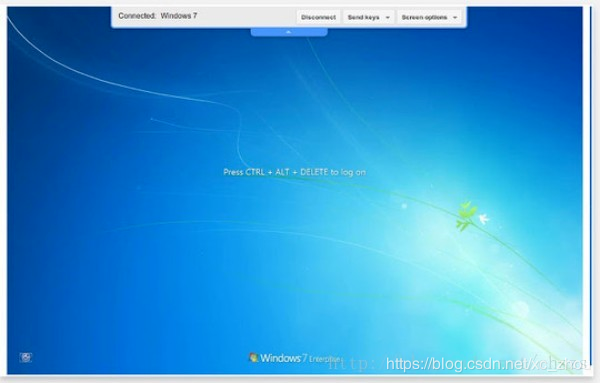 Connected: Windows 7
Disconnect
Send keys
Screen options
Press CTRL + ALT + DELETE to log on
Windows 7 Enterprise
https://blog.csdn.net/